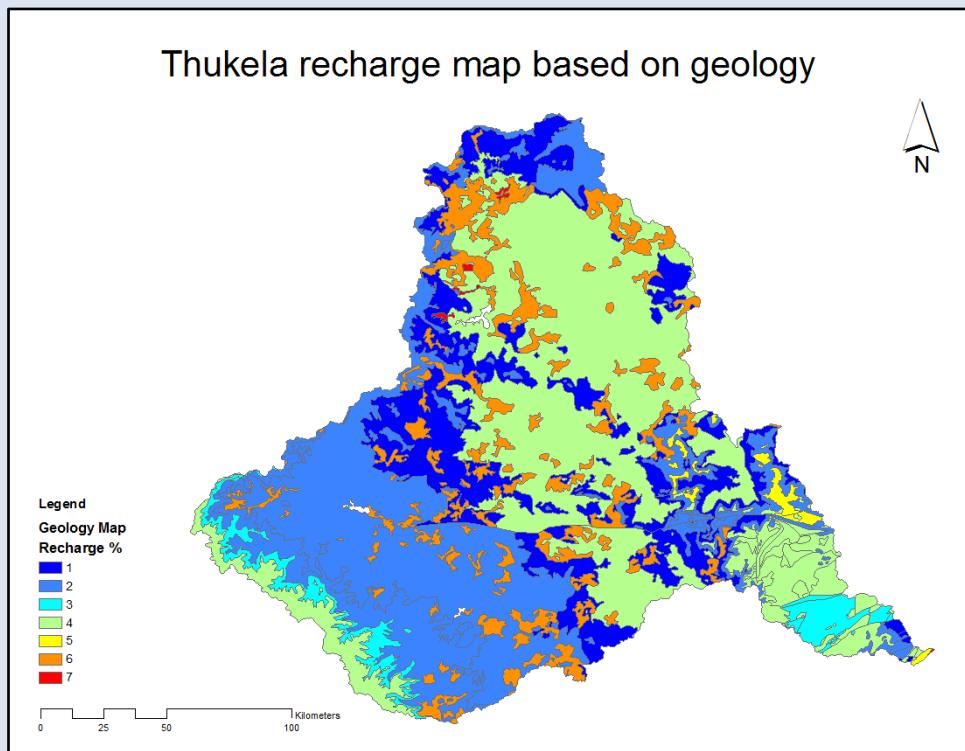 Thukela recharge map based on geology
N
Legend
Geology Map
Recharge %
1
2
3
4
5
6
7
Kilometers
0 25 50 100